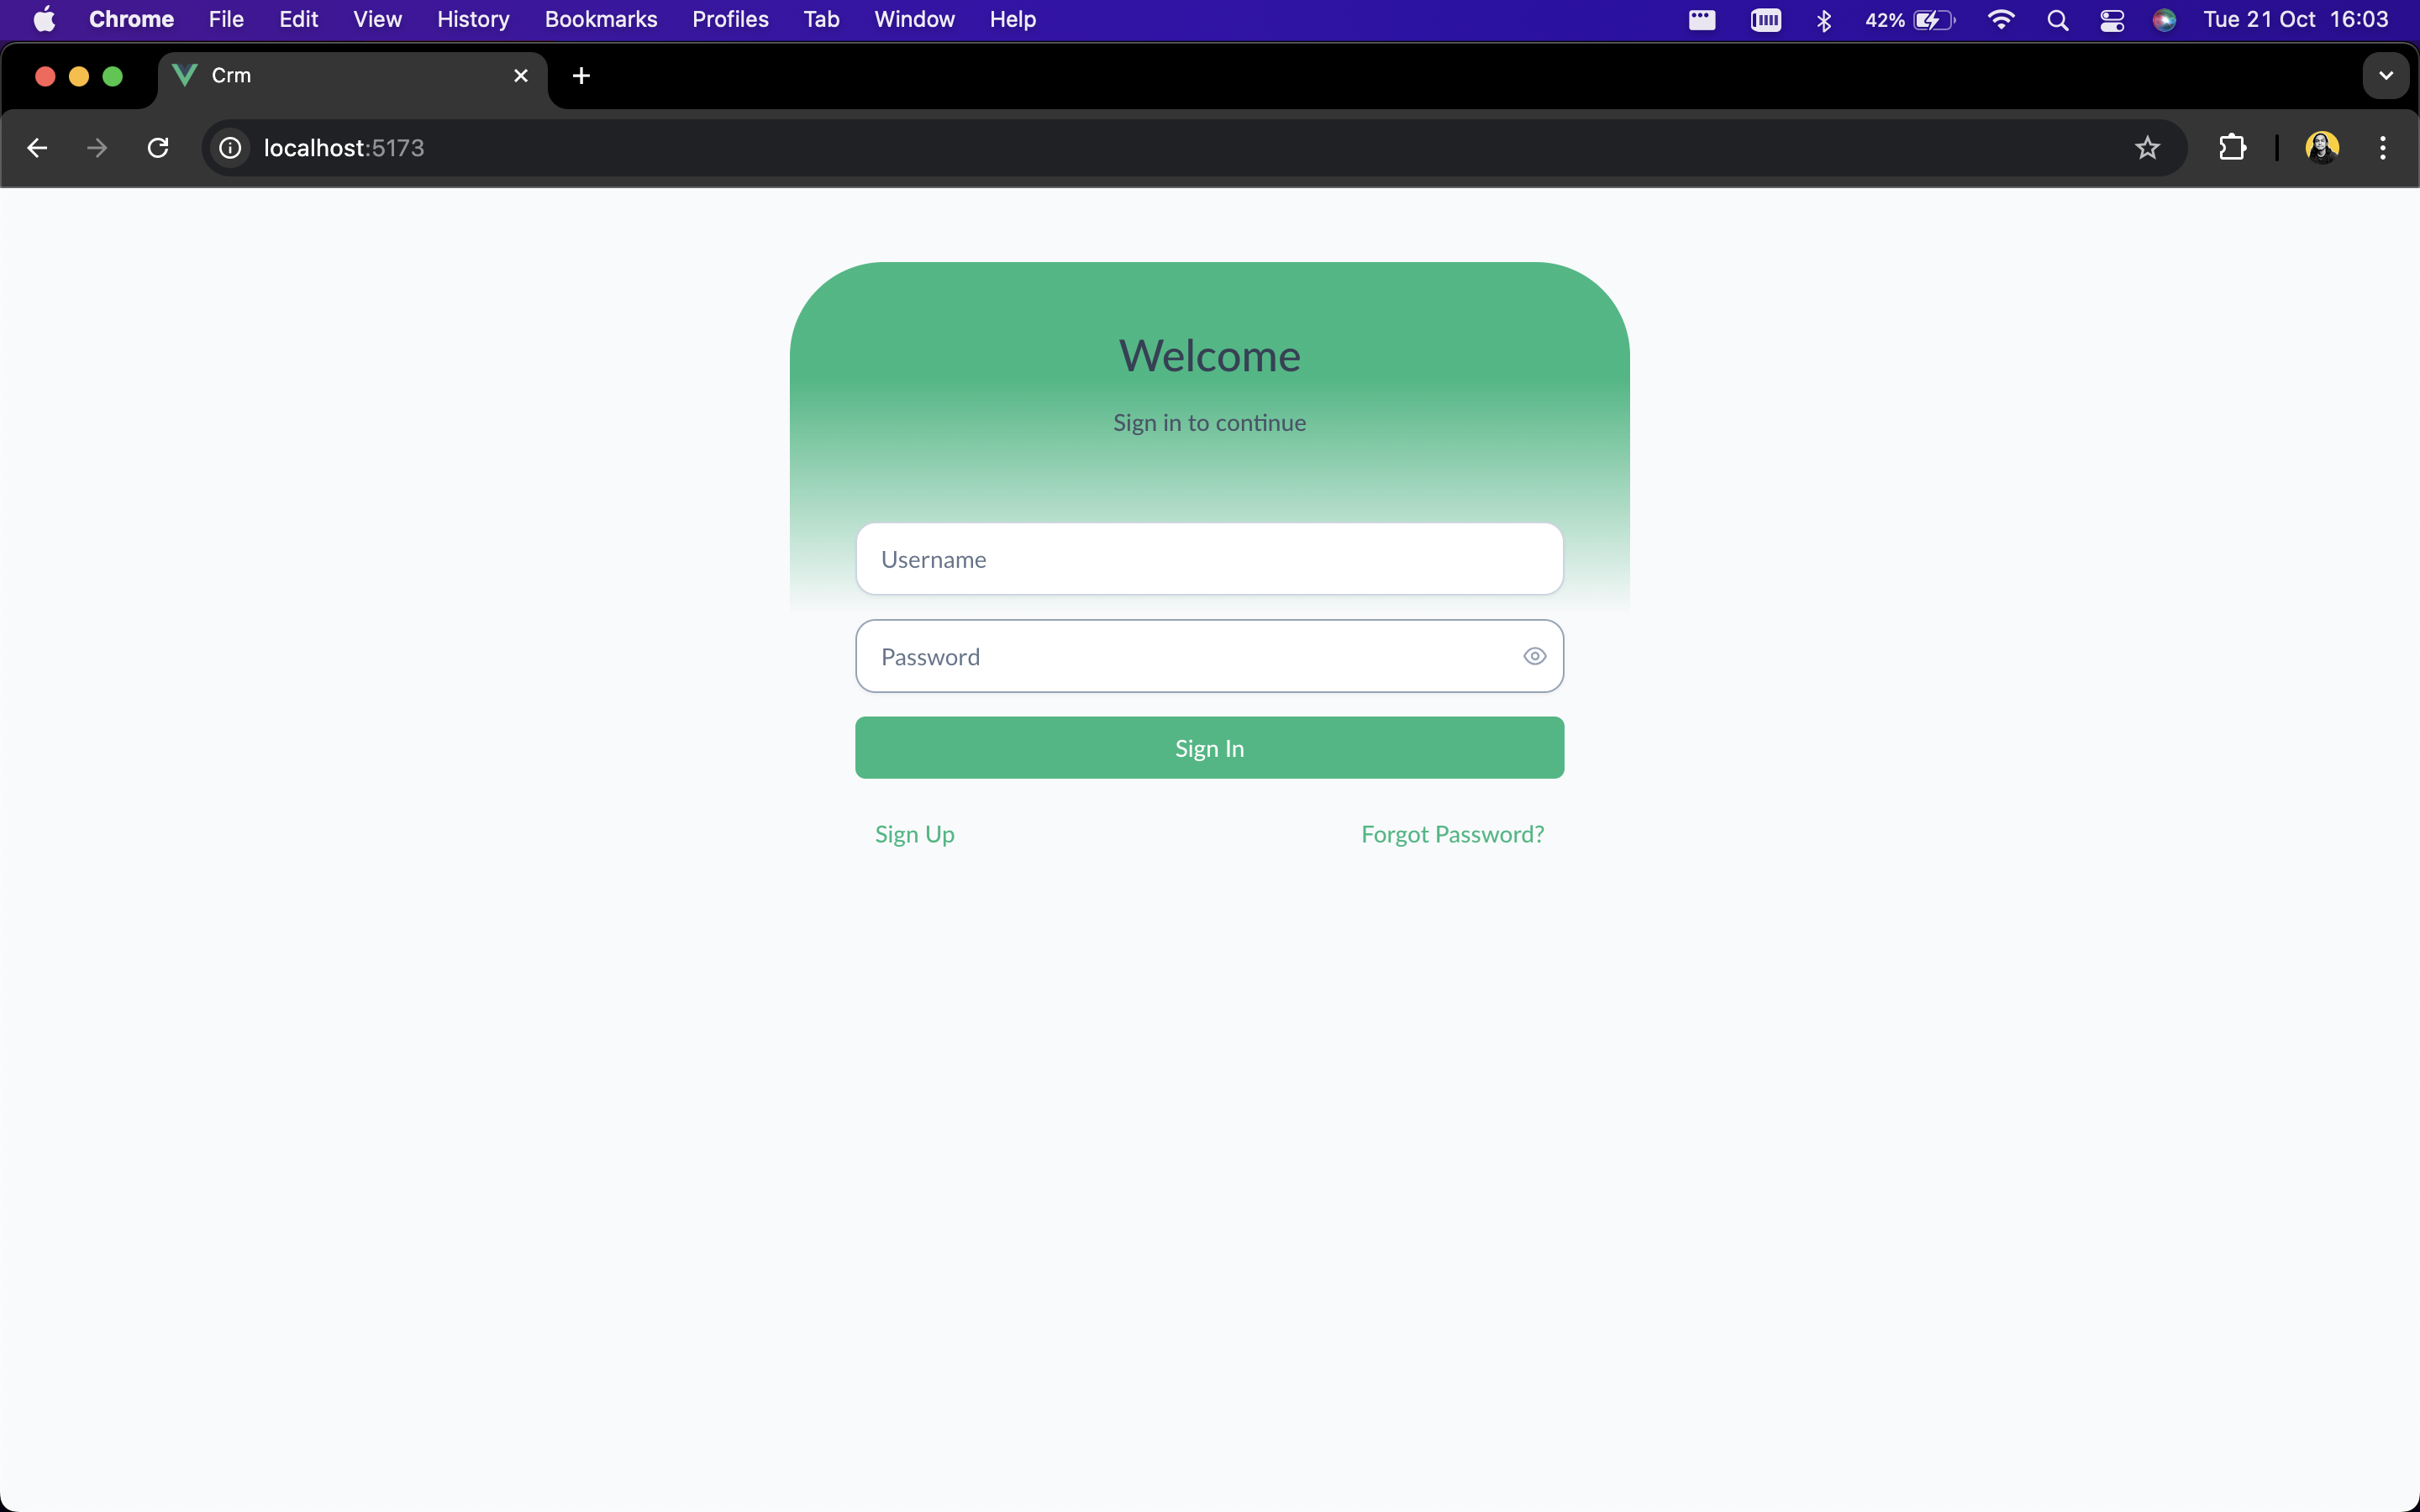 Chrome File Edit View History Bookmarks Profiles Tab Window Help 42% Tue 21 Oct 16:03
Crm
localhost:5173
Welcome
Sign in to continue
Username
Password
Sign In
Sign Up Forgot Password?